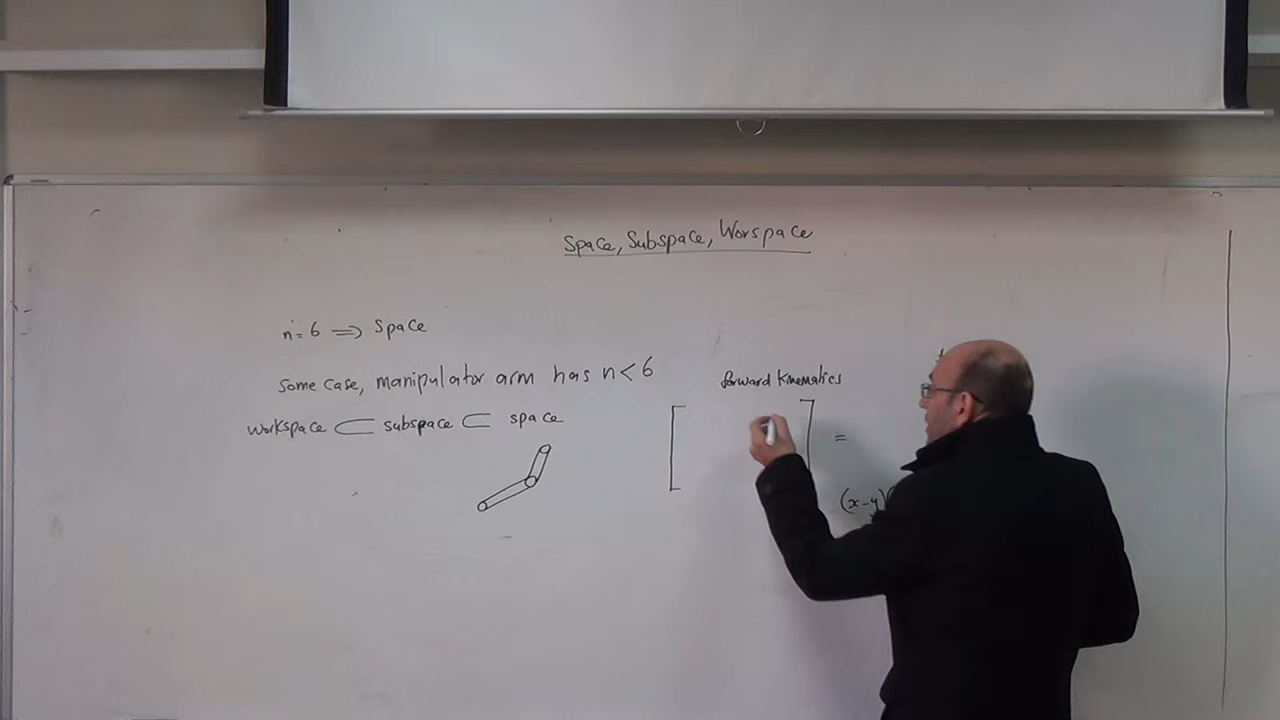 Space, Subspace, Worspace
n=6 ⟹ Space
Some case, manipulator arm has n<6
workspace ⊂ subspace ⊂ space
forward Kinematics
[ ] =
(x-y)